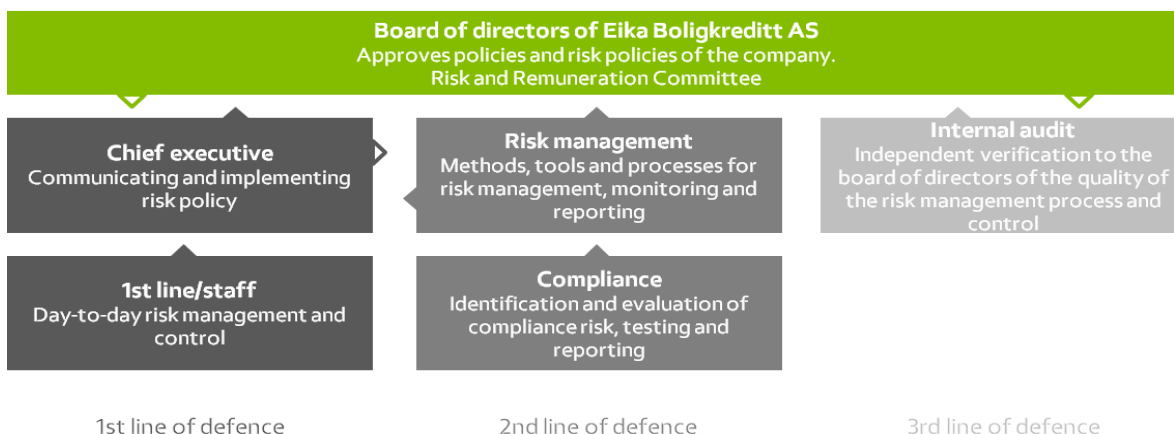 Board of directors of Eika Boligkreditt AS
Approves policies and risk policies of the company.
Risk and Remuneration Committee
Chief executive
Communicating and implementing
risk policy
Risk management
Methods, tools and processes for
risk management, monitoring and
reporting
Internal audit
Independent verification to the
board of directors of the quality of
the risk management process and
control
1st line/staff
Day-to-day risk management and
control
Compliance
Identification and evaluation of
compliance risk, testing and
reporting
1st line of defence
2nd line of defence
3rd line of defence